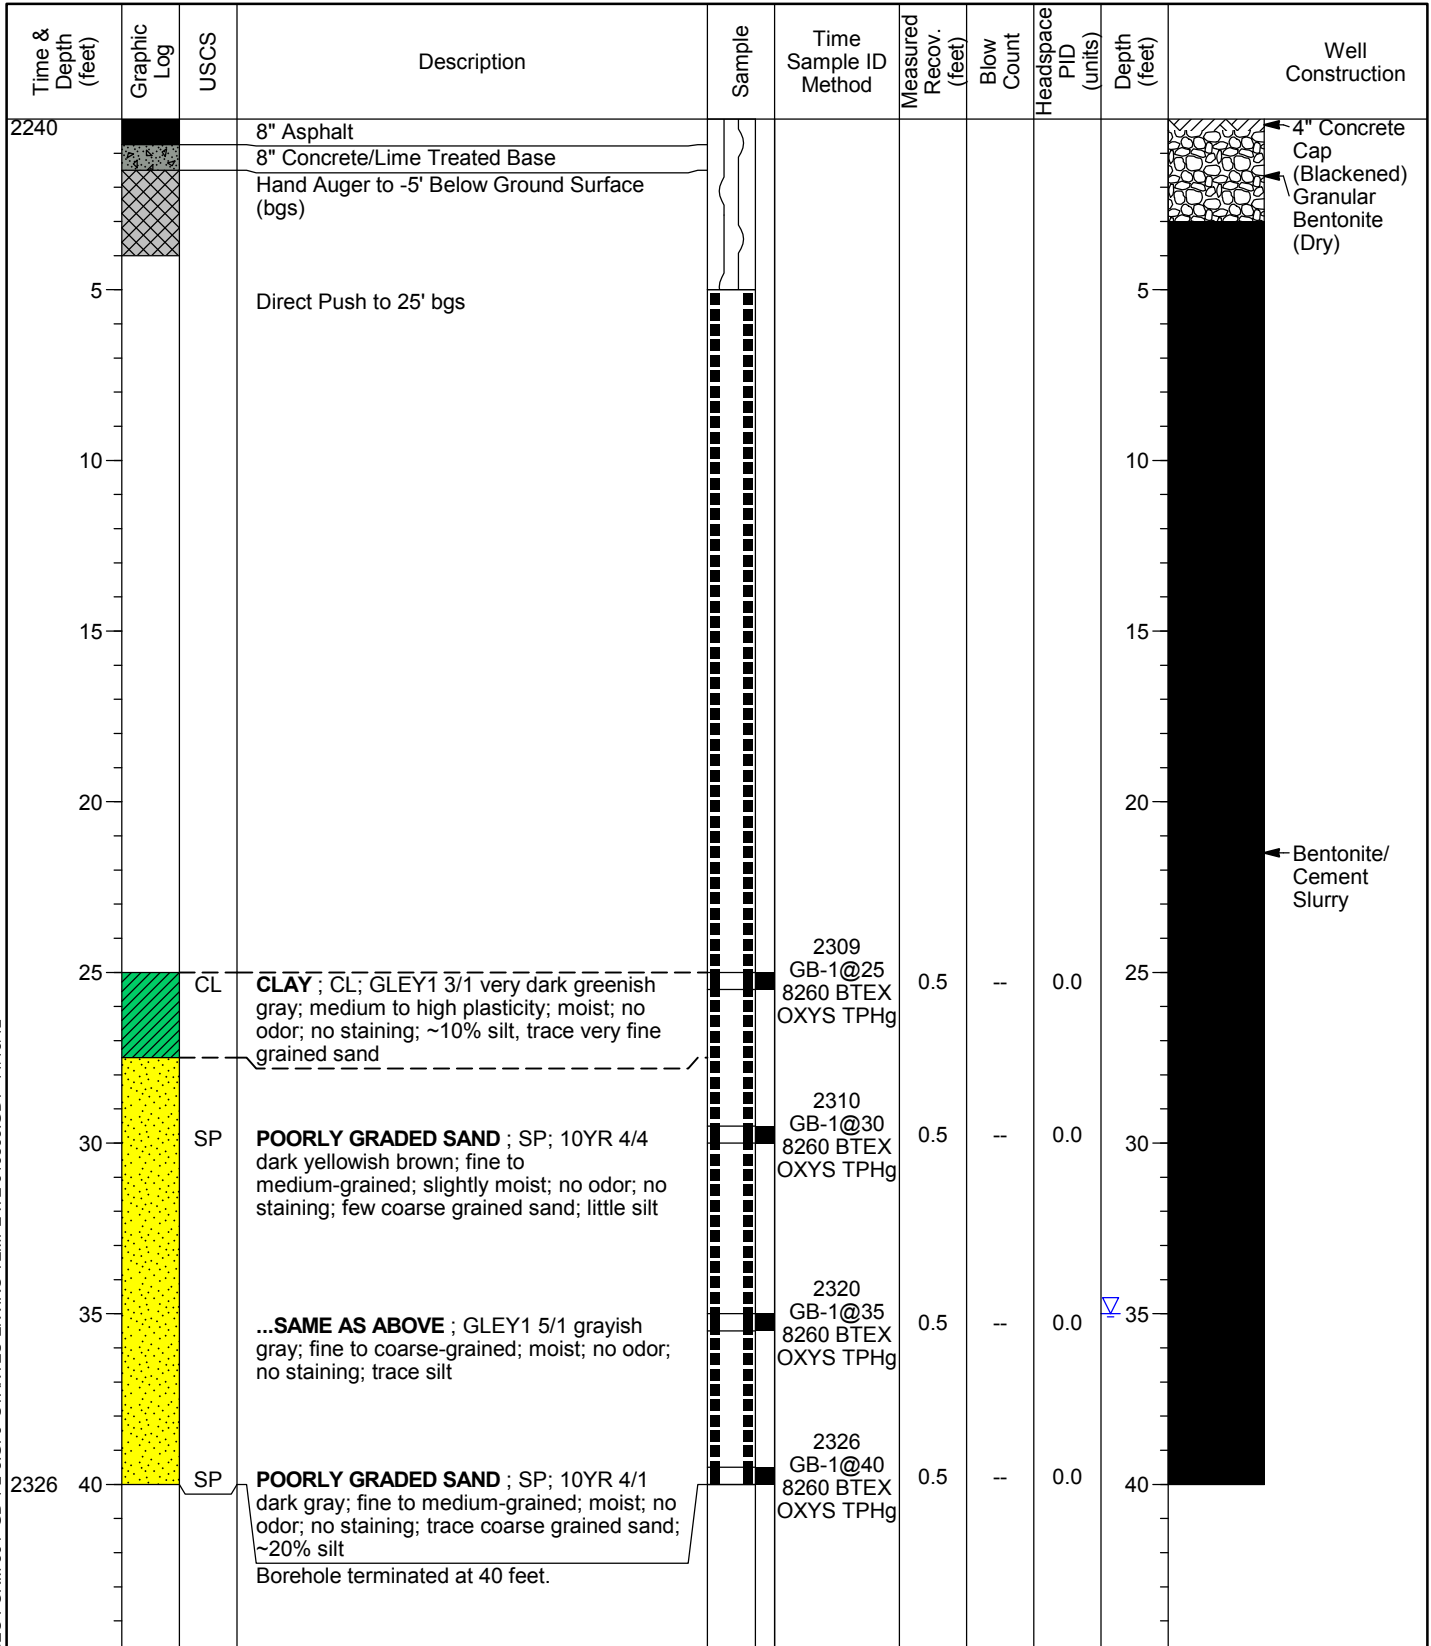 Time & Depth (feet)
Graphic Log
USCS
Description
Sample
Time
Sample ID
Method
Measured Recov. (feet)
Blow Count
Headspace PID (units)
Depth (feet)
Well
Construction
2240
8" Asphalt
8" Concrete/Lime Treated Base
Hand Auger to -5' Below Ground Surface
(bgs)
4" Concrete
Cap
(Blackened)
Granular
Bentonite
(Dry)
5
Direct Push to 25' bgs
5
10
10
15
15
20
20
Bentonite/
Cement
Slurry
25
CL
CLAY ; CL; GLEY1 3/1 very dark greenish
gray; medium to high plasticity; moist; no
odor; no staining; ~10% silt, trace very fine
grained sand
2309
GB-1@25
8260 BTEX
OXYS TPHg
0.5
--
0.0
25
30
SP
POORLY GRADED SAND ; SP; 10YR 4/4
dark yellowish brown; fine to
medium-grained; slightly moist; no odor; no
staining; few coarse grained sand; little silt
2310
GB-1@30
8260 BTEX
OXYS TPHg
0.5
--
0.0
30
35
...SAME AS ABOVE ; GLEY1 5/1 grayish
gray; fine to coarse-grained; moist; no odor;
no staining; trace silt
2320
GB-1@35
8260 BTEX
OXYS TPHg
0.5
--
0.0
35
2326
40
SP
POORLY GRADED SAND ; SP; 10YR 4/1
dark gray; fine to medium-grained; moist; no
odor; no staining; trace coarse grained sand;
~20% silt
2326
GB-1@40
8260 BTEX
OXYS TPHg
0.5
--
0.0
40
Borehole terminated at 40 feet.